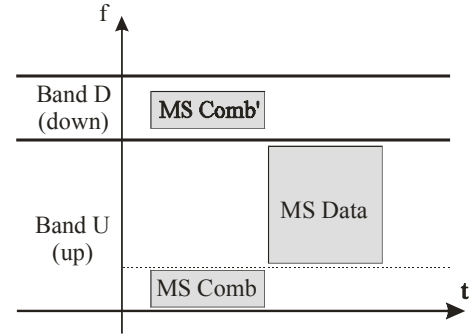 f
Band D
(down)
MS Comb'
Band U
(up)
MS Data
MS Comb
t